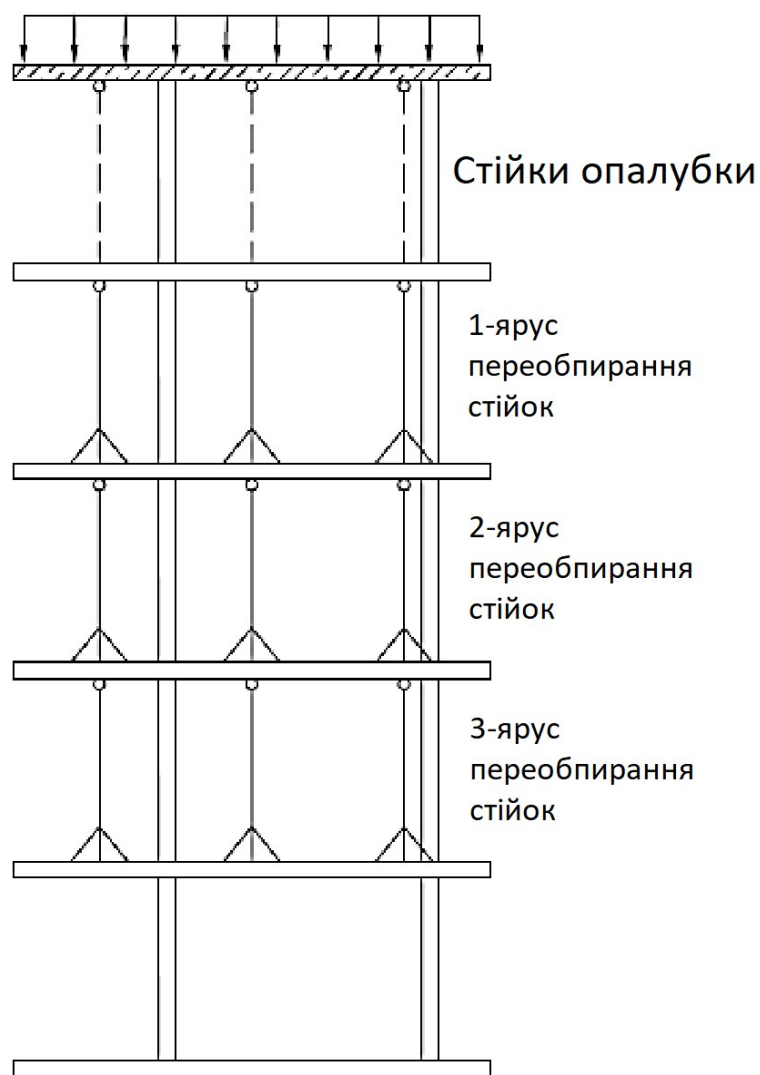 Стійки опалубки
1-ярус
переобпирання
стійок
2-ярус
переобпирання
стійок
3-ярус
переобпирання
стійок